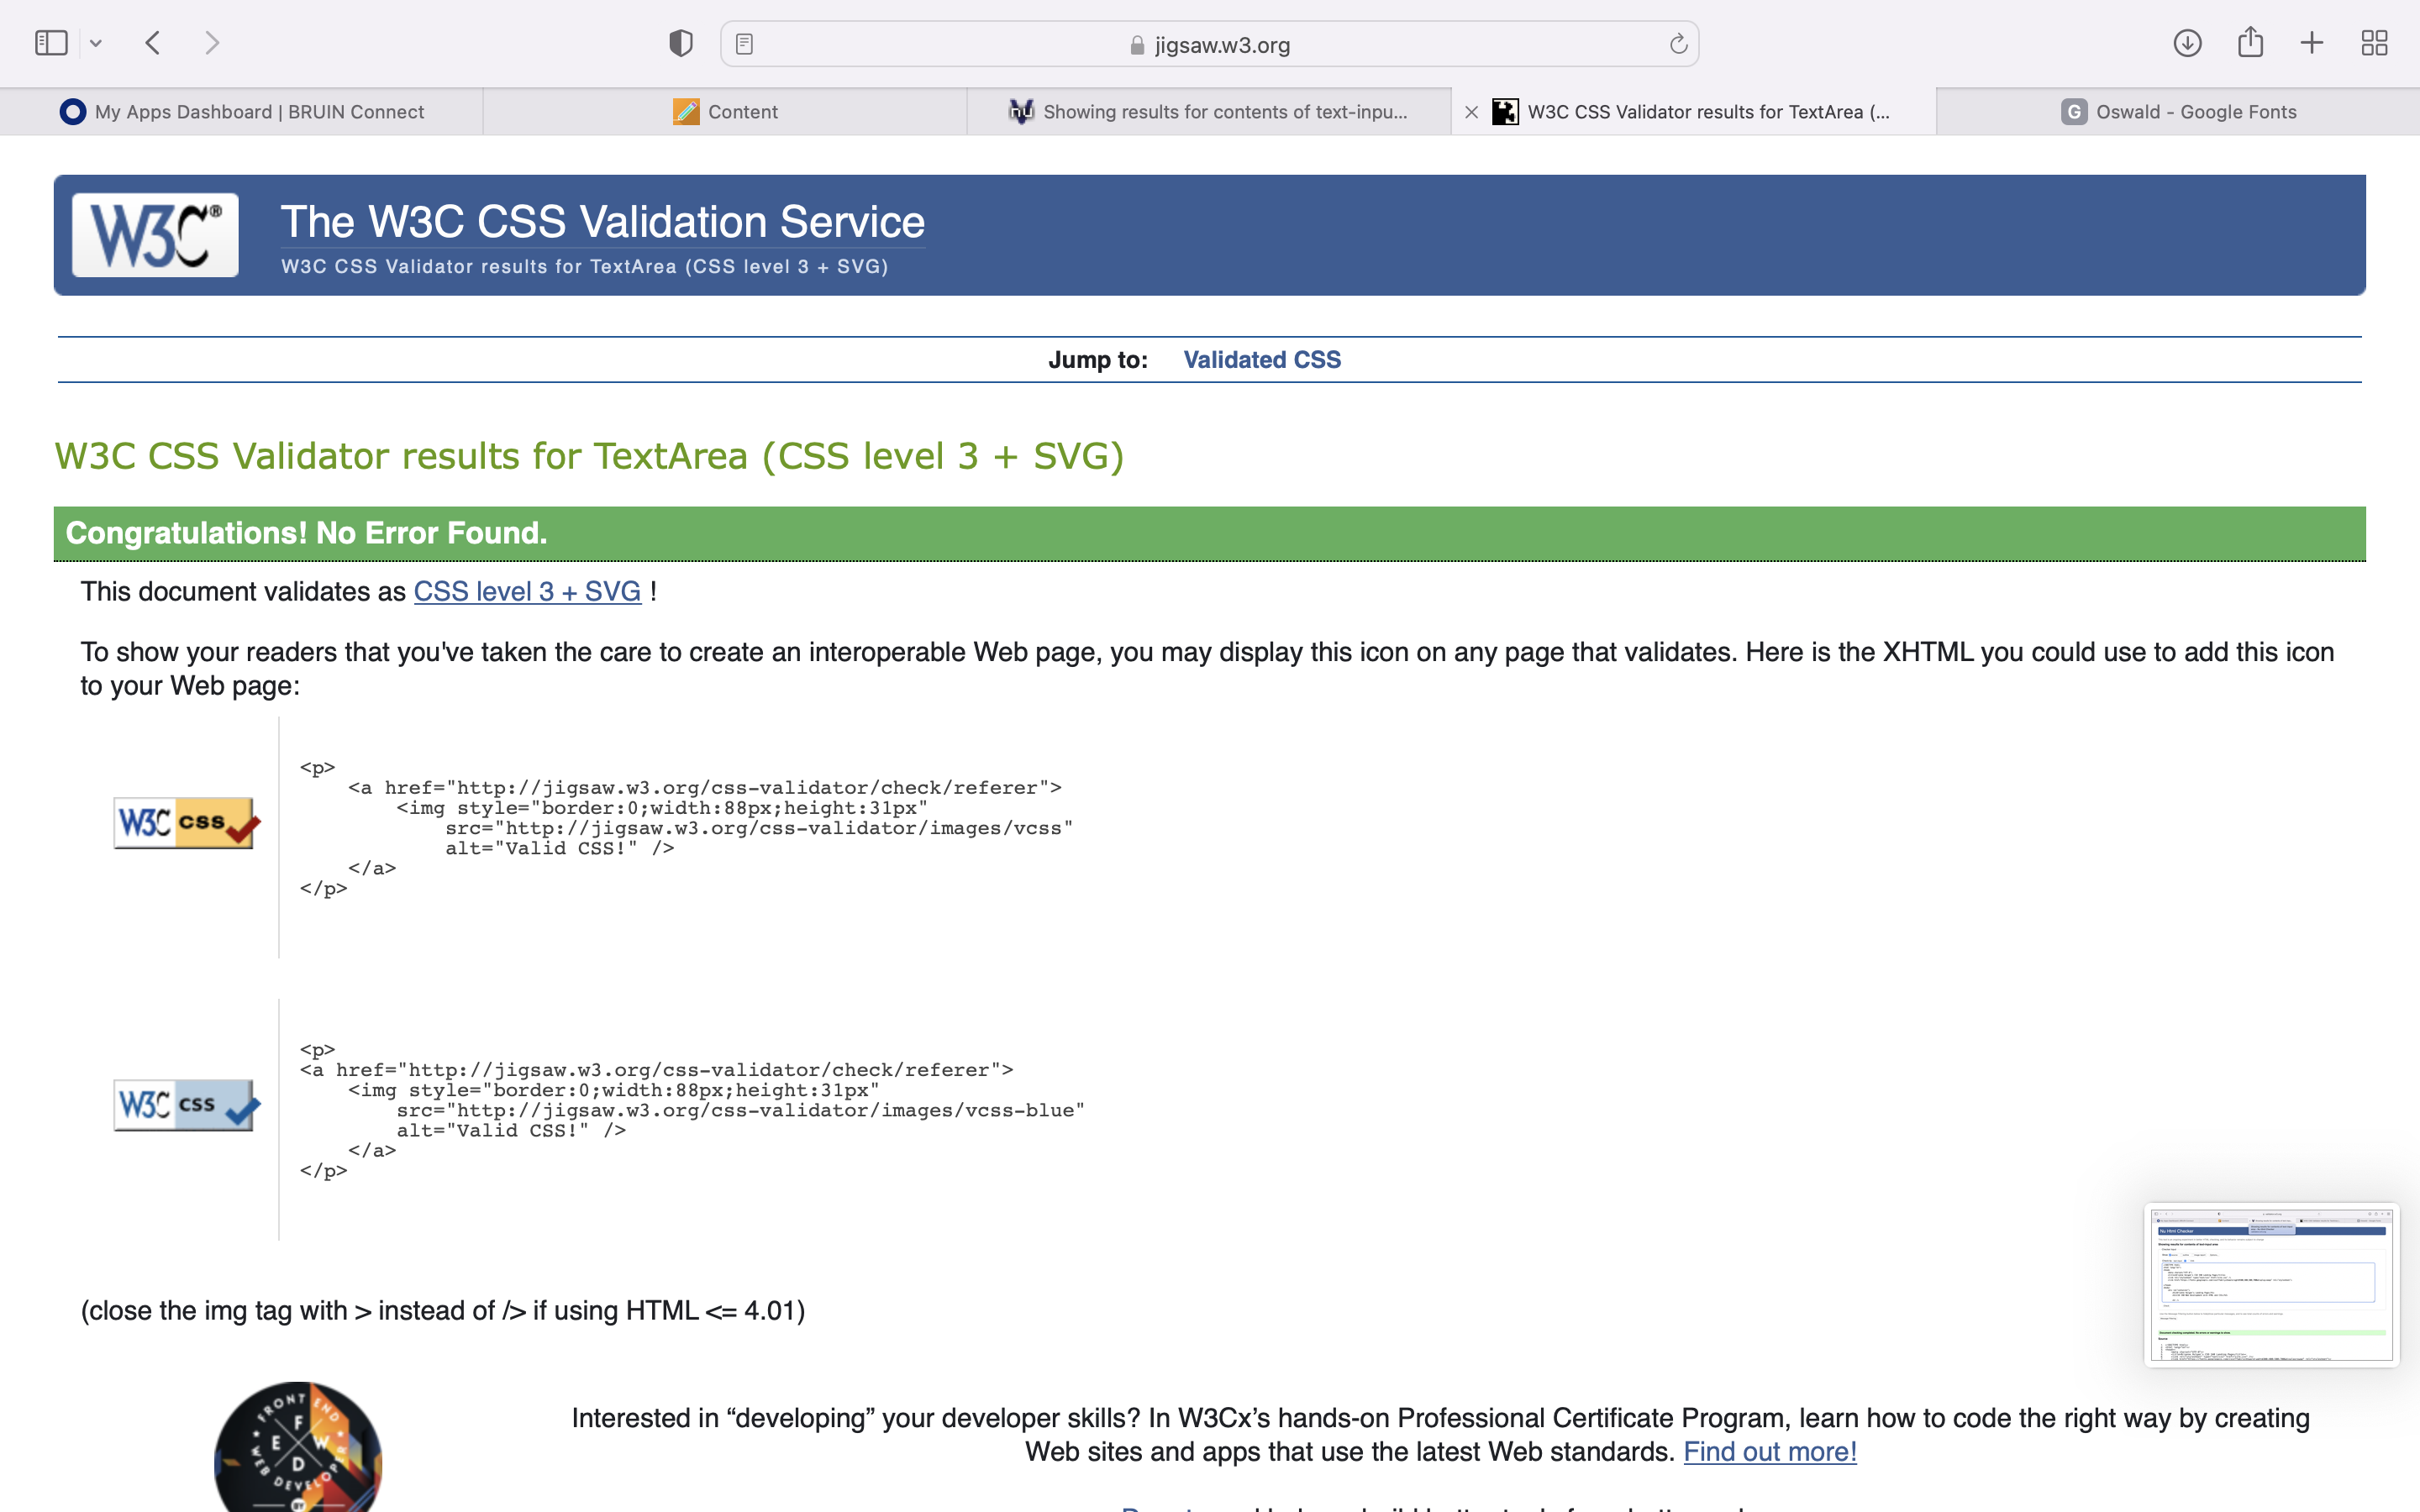 jigsaw.w3.org
My Apps Dashboard | BRUIN Connect
Content
Showing results for contents of text-inpu...
W3C CSS Validator results for TextArea (...
G
Oswald - Google Fonts
W3C®
The W3C CSS Validation Service
W3C CSS Validator results for TextArea (CSS level 3 + SVG)
Jump to: Validated CSS
W3C CSS Validator results for TextArea (CSS level 3 + SVG)
Congratulations! No Error Found.
This document validates as CSS level 3 + SVG !
To show your readers that you've taken the care to create an interoperable Web page, you may display this icon on any page that validates. Here is the XHTML you could use to add this icon
to your Web page:
W3C css
<p>
<a href="http://jigsaw.w3.org/css-validator/check/referer">
<img style="border:0;width:88px;height:31px"
src="http://jigsaw.w3.org/css-validator/images/vcss"
alt="Valid CSS!" />
</a>
</p>
W3C css
<p>
<a href="http://jigsaw.w3.org/css-validator/check/referer">
<img style="border:0;width:88px;height:31px"
src="http://jigsaw.w3.org/css-validator/images/vcss-blue"
alt="Valid CSS!" />
</a>
</p>
(close the img tag with > instead of /> if using HTML <= 4.01)
FRONT END
WEB DEVELOPER
F
E W
D
BY
Interested in “developing” your developer skills? In W3Cx’s hands-on Professional Certificate Program, learn how to code the right way by creating
Web sites and apps that use the latest Web standards. Find out more!